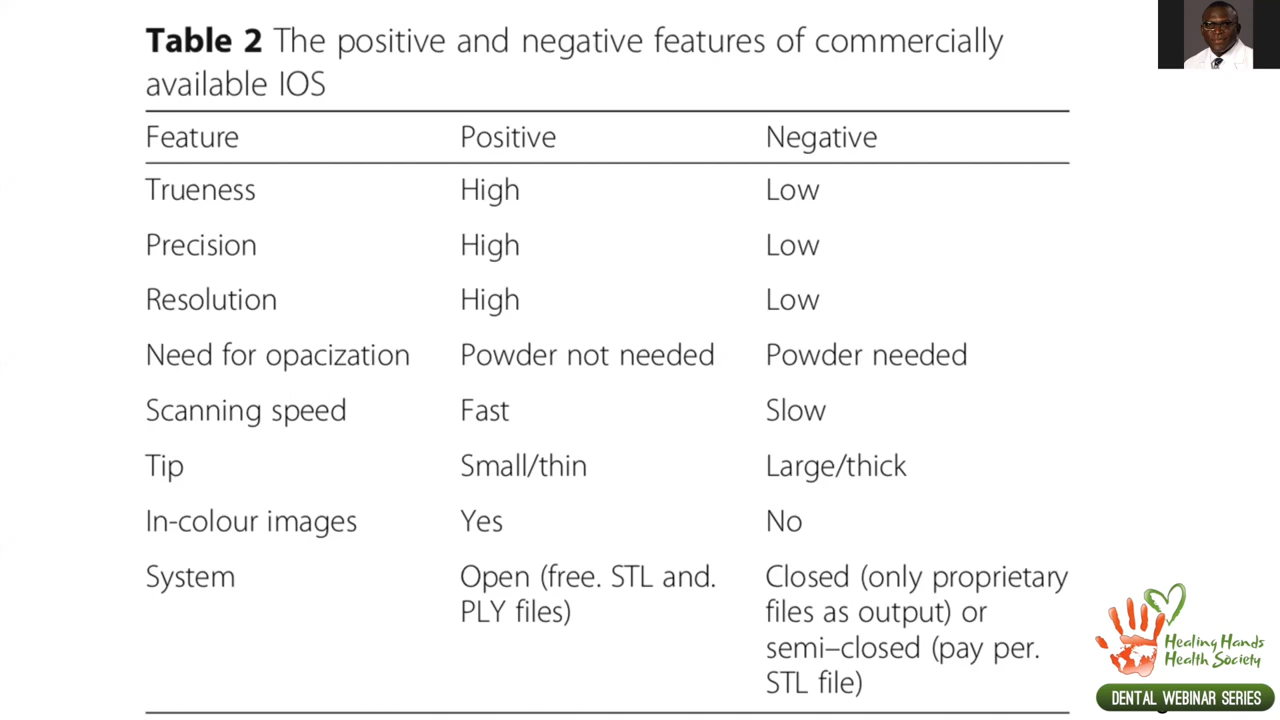 Table 2 The positive and negative features of commercially
available IOS
Feature Positive Negative
Trueness High Low
Precision High Low
Resolution High Low
Need for opacization Powder not needed Powder needed
Scanning speed Fast Slow
Tip Small/thin Large/thick
In-colour images Yes No
System Open (free. STL and. Closed (only proprietary
PLY files) files as output) or
semi–closed (pay per.
STL file)
Healing Hands
Health Society
DENTAL WEBINAR SERIES